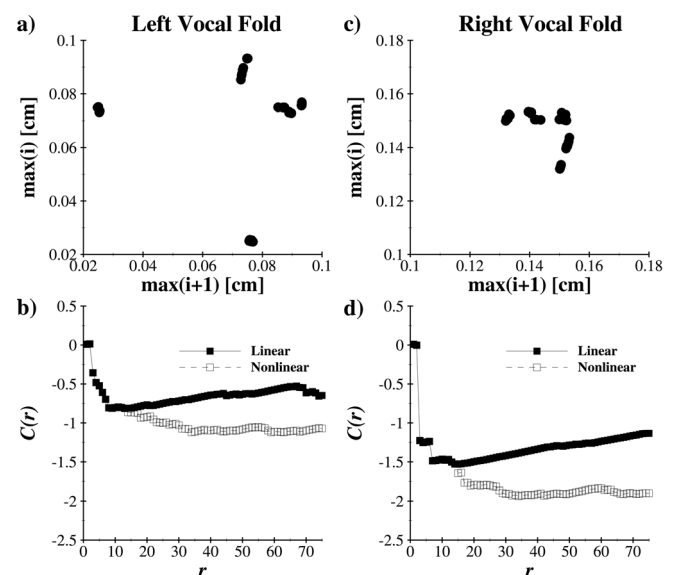 a) Left Vocal Fold
0.1
0.08
0.06
0.04
0.02
max(i) [cm]
0.02 0.04 0.06 0.08 0.1
max(i+1) [cm]
c) Right Vocal Fold
0.18
0.16
0.14
0.12
0.1
max(i) [cm]
0.1 0.12 0.14 0.16 0.18
max(i+1) [cm]
b)
0.5
0
-0.5
-1
-1.5
-2
-2.5
C(r)
Linear
Nonlinear
0 10 20 30 40 50 60 70
r
d)
0.5
0
-0.5
-1
-1.5
-2
-2.5
C(r)
Linear
Nonlinear
0 10 20 30 40 50 60 70
r